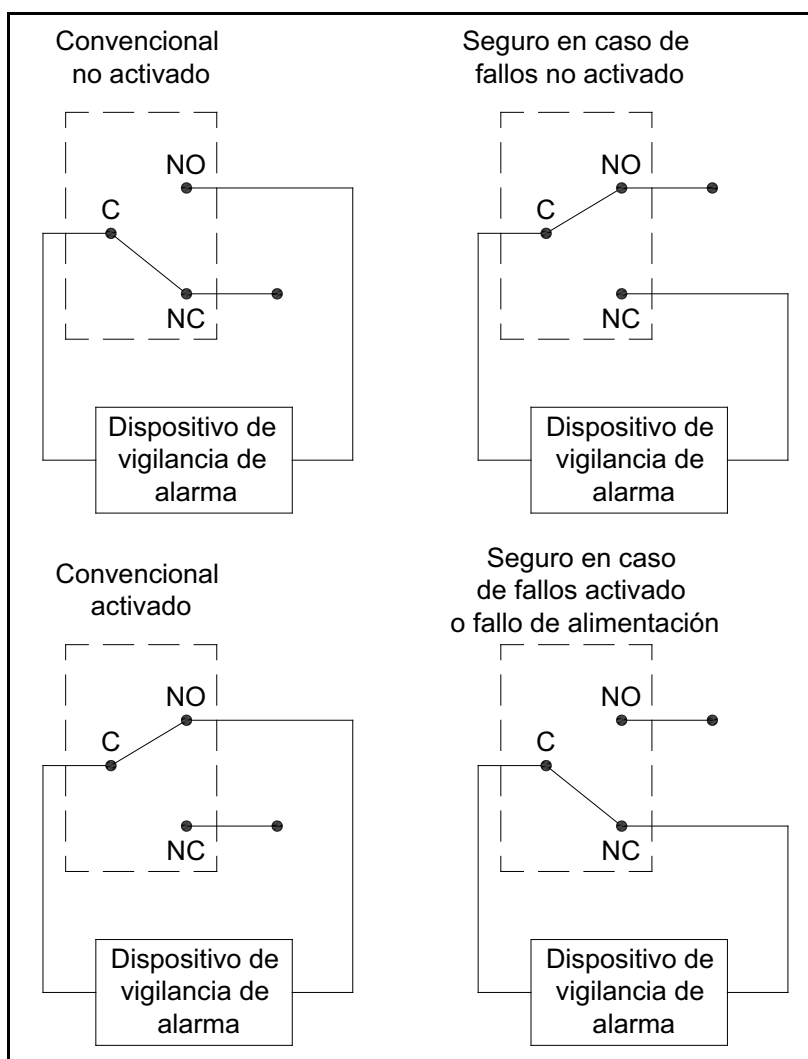 Convencional
no activado
NO
C
NC
Dispositivo de
vigilancia de
alarma
Seguro en caso de
fallos no activado
NO
C
NC
Dispositivo de
vigilancia de
alarma
Convencional
activado
NO
C
NC
Dispositivo de
vigilancia de
alarma
Seguro en caso
de fallos activado
o fallo de alimentación
NO
C
NC
Dispositivo de
vigilancia de
alarma